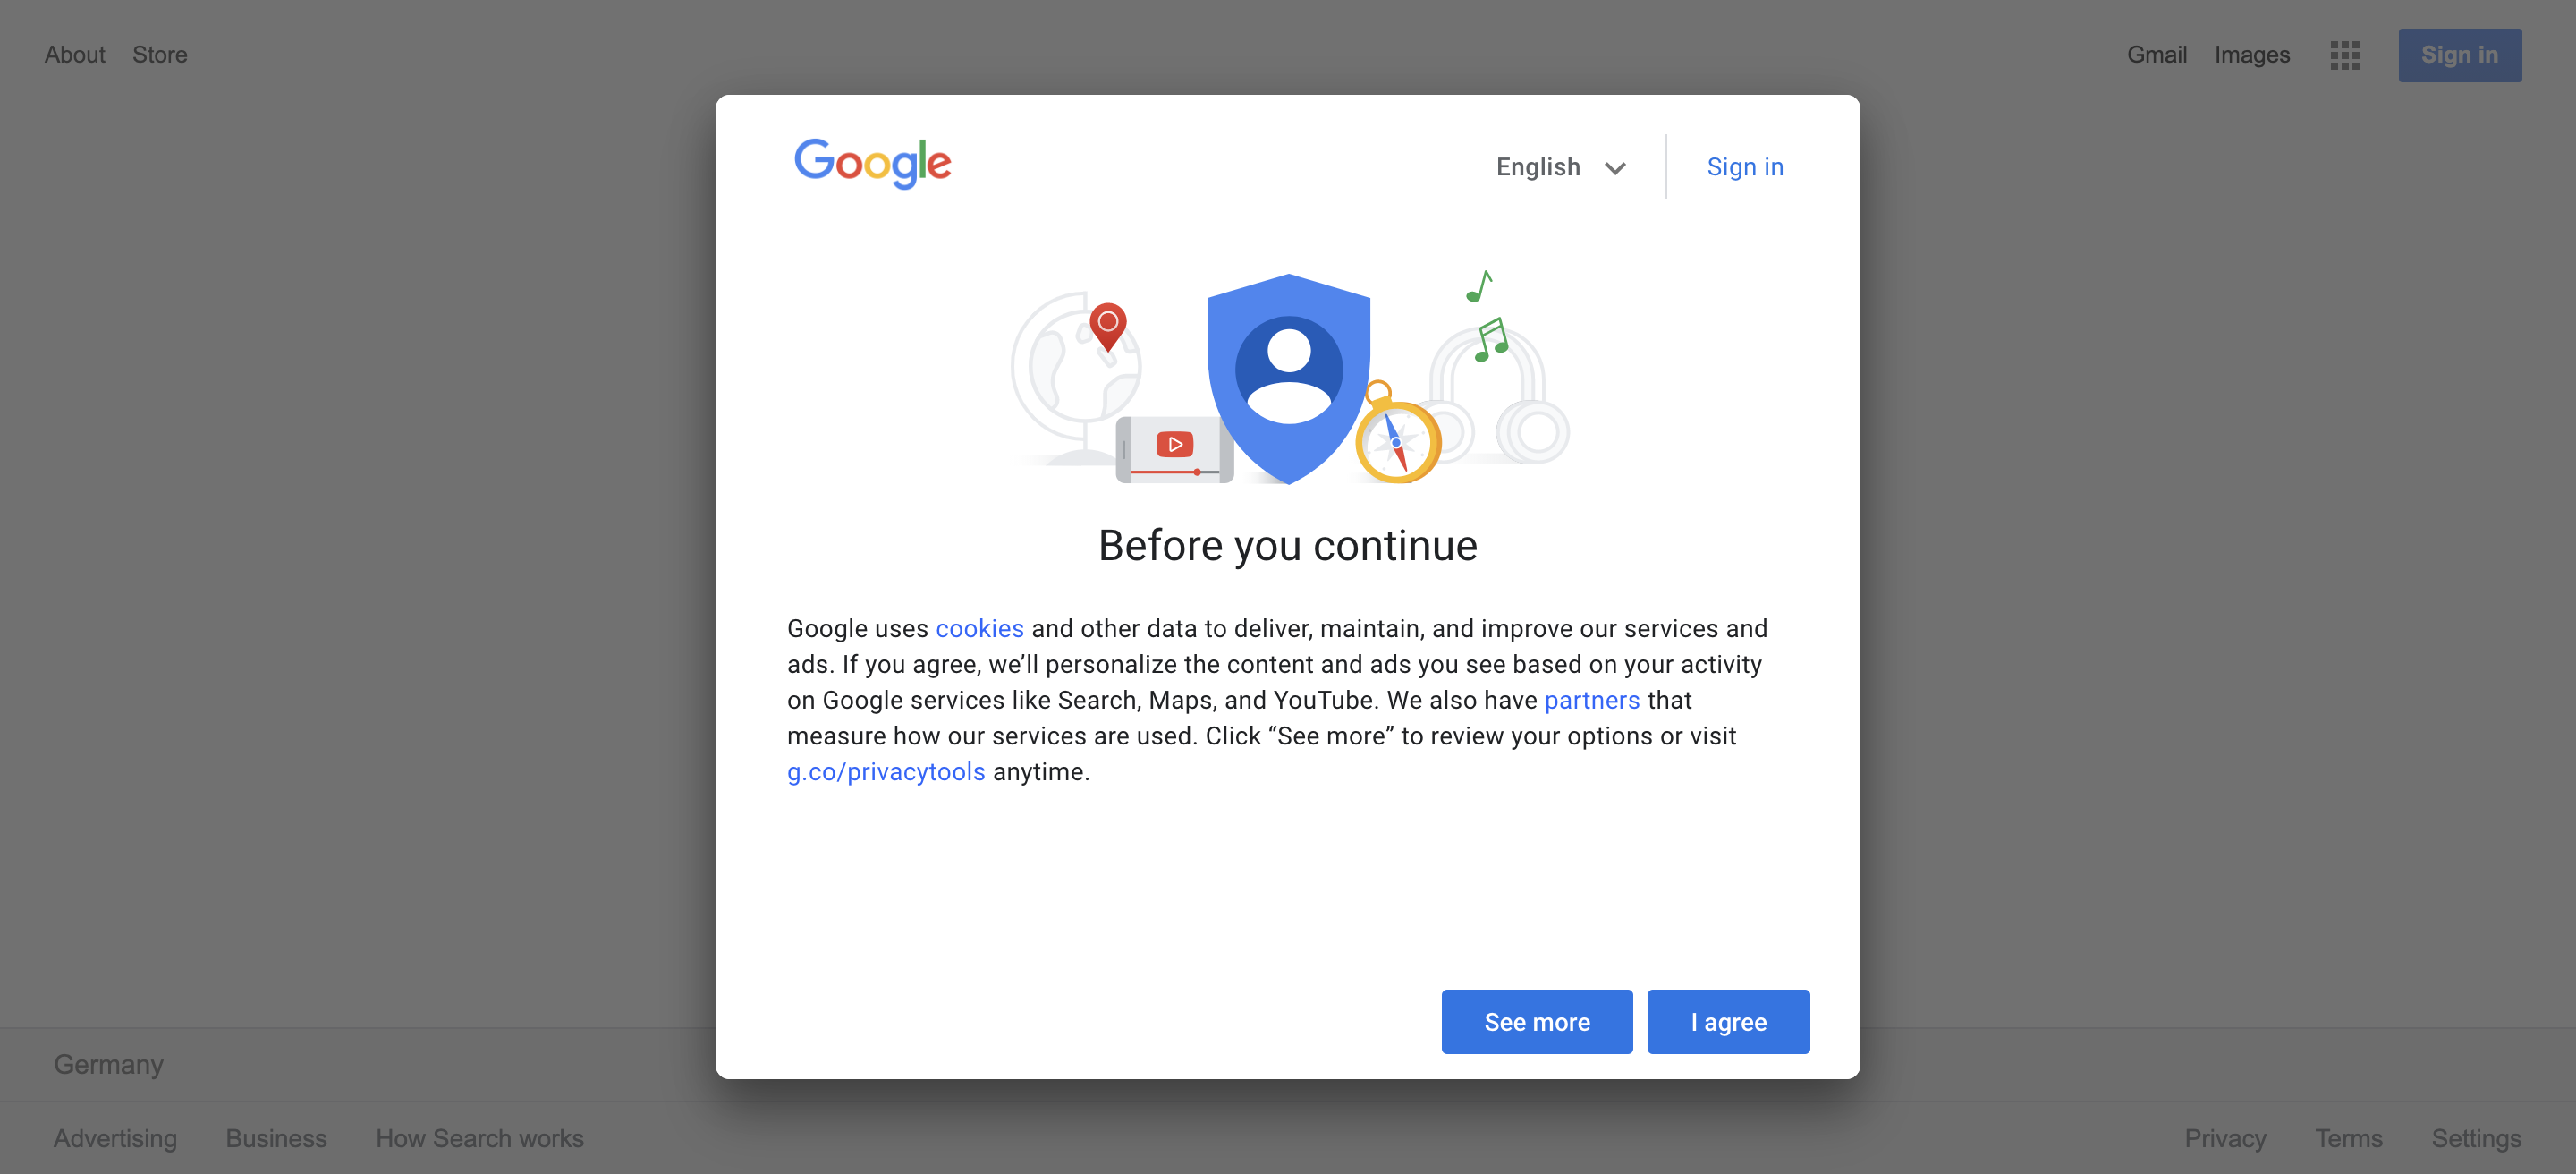 About Store
Gmail Images Sign in
Google
English Sign in
Before you continue
Google uses cookies and other data to deliver, maintain, and improve our services and
ads. If you agree, we’ll personalize the content and ads you see based on your activity
on Google services like Search, Maps, and YouTube. We also have partners that
measure how our services are used. Click “See more” to review your options or visit
g.co/privacytools anytime.
See more I agree
Germany
Advertising Business How Search works
Privacy Terms Settings